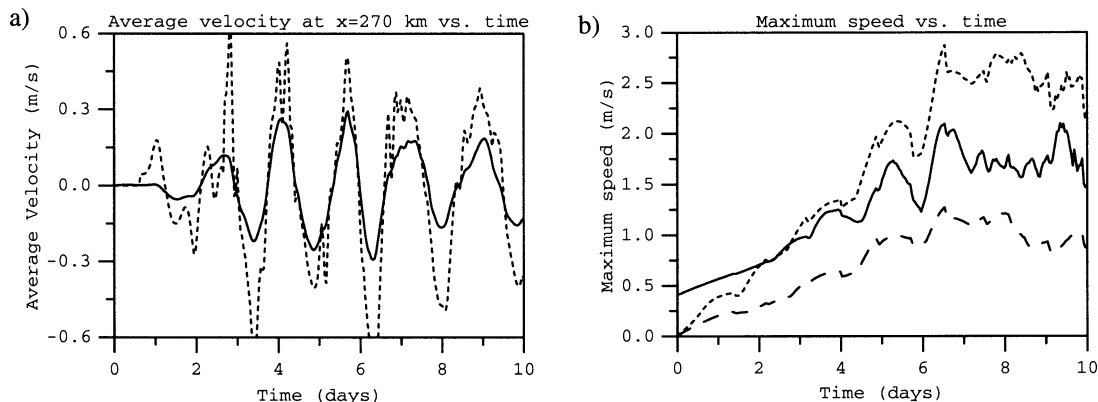 a)
Average velocity at x=270 km vs. time
Average Velocity (m/s)
0.6
0.3
0.0
-0.3
-0.6
0 2 4 6 8 10
Time (days)
b)
Maximum speed vs. time
Maximum speed (m/s)
3.0
2.5
2.0
1.5
1.0
0.5
0.0
0 2 4 6 8 10
Time (days)